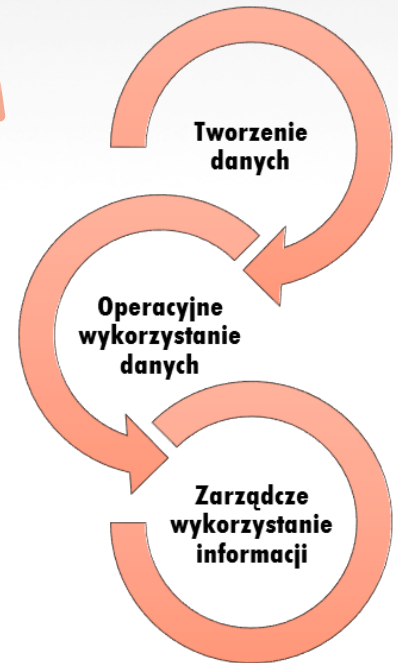 Tworzenie
danych
Operacyjne
wykorzystanie
danych
Zarządcze
wykorzystanie
informacji